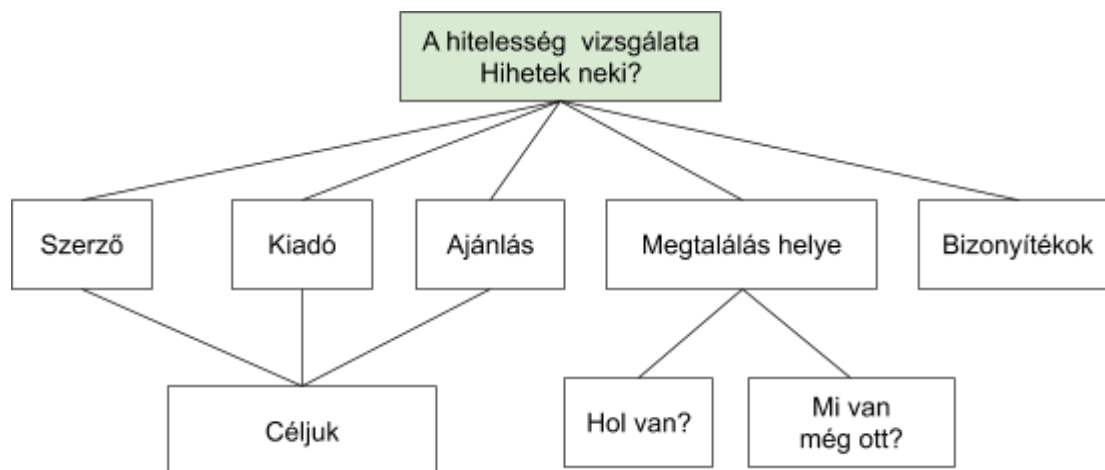 A hitelesség vizsgálata
Hihetek neki?
Szerző
Kiadó
Ajánlás
Megtalálás helye
Bizonyítékok
Céljuk
Hol van?
Mi van
még ott?